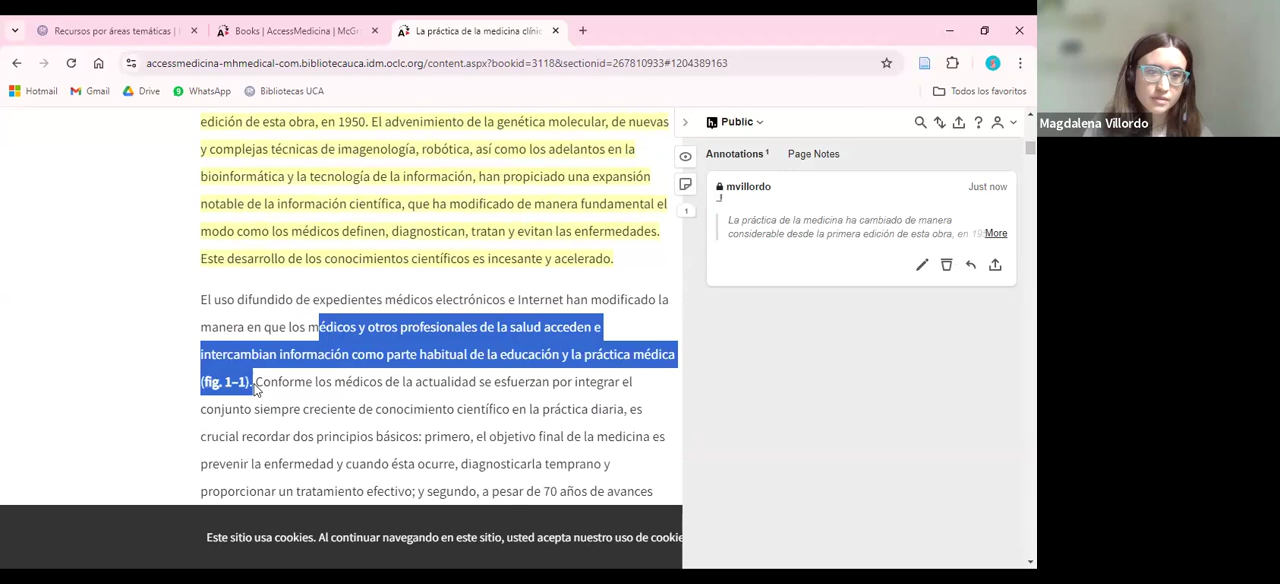 Recursos por áreas temáticas |
Books | AccessMedicina | McGr
La práctica de la medicina clínic
accessmedicina-mhmedical-com.bibliotecauca.idm.oclc.org/content.aspx?bookid=3118&sectionid=267810933#1204389163
Hotmail
Gmail
Drive
WhatsApp
Bibliotecas UCA
Todos los favoritos
edición de esta obra, en 1950. El advenimiento de la genética molecular, de nuevas
y complejas técnicas de imagenología, robótica, así como los adelantos en la
bioinformática y la tecnología de la información, han propiciado una expansión
notable de la información científica, que ha modificado de manera fundamental el
modo como los médicos definen, diagnostican, tratan y evitan las enfermedades.
Este desarrollo de los conocimientos científicos es incesante y acelerado.
El uso difundido de expedientes médicos electrónicos e Internet han modificado la
manera en que los médicos y otros profesionales de la salud acceden e
intercambian información como parte habitual de la educación y la práctica médica
(fig. 1–1). Conforme los médicos de la actualidad se esfuerzan por integrar el
conjunto siempre creciente de conocimiento científico en la práctica diaria, es
crucial recordar dos principios básicos: primero, el objetivo final de la medicina es
prevenir la enfermedad y cuando ésta ocurre, diagnosticarla temprano y
proporcionar un tratamiento efectivo; y segundo, a pesar de 70 años de avances
Este sitio usa cookies. Al continuar navegando en este sitio, usted acepta nuestro uso de cookie
Public
Annotations 1
Page Notes
1
mvillordo
Just now
La práctica de la medicina ha cambiado de manera
considerable desde la primera edición de esta obra, en More
Magdalena Villordo